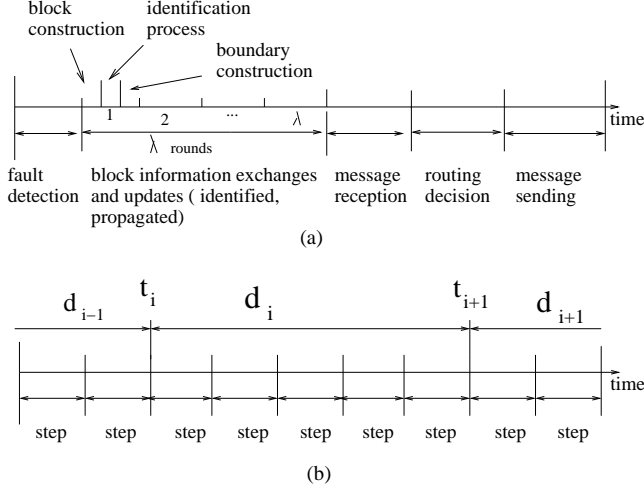 block construction
identification process
boundary construction
1
2
...
λ
time
λ rounds
fault detection
block information exchanges and updates ( identified, propagated)
message reception
routing decision
message sending
(a)
d i−1
t i
d i
t i+1
d i+1
time
step step step step step step step step step
(b)